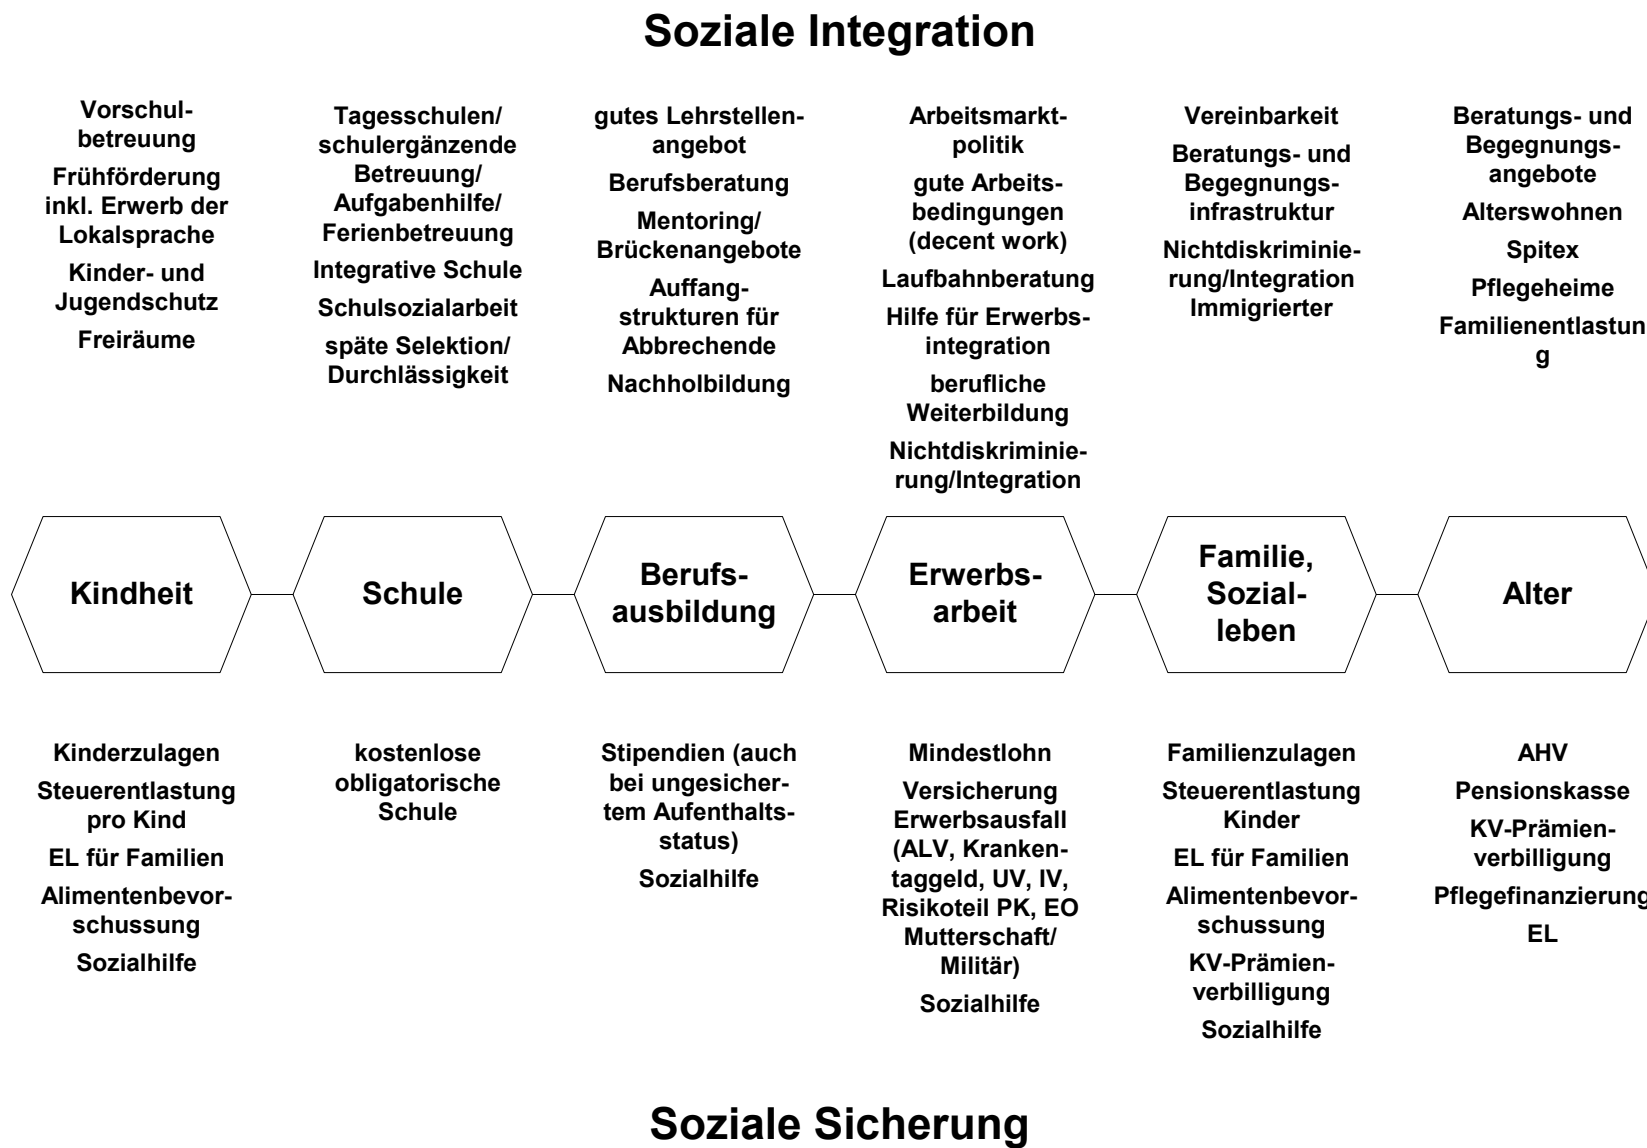 Soziale Integration
Vorschul-
betreuung
Frühförderung
inkl. Erwerb der
Lokalsprache
Kinder- und
Jugendschutz
Freiräume
Tagesschulen/
schulergänzende
Betreuung/
Aufgabenhilfe/
Ferienbetreuung
Integrative Schule
Schulsozialarbeit
späte Selektion/
Durchlässigkeit
gutes Lehrstellen-
angebot
Berufsberatung
Mentoring/
Brückenangebote
Auffang-
strukturen für
Abbrechende
Nachholbildung
Arbeitsmarkt-
politik
gute Arbeits-
bedingungen
(decent work)
Laufbahnberatung
Hilfe für Erwerbs-
integration
berufliche
Weiterbildung
Nichtdiskriminie-
rung/Integration
Vereinbarkeit
Beratungs- und
Begegnungs-
infrastruktur
Nichtdiskriminie-
rung/Integration
Immigrierter
Beratungs- und
Begegnungs-
angebote
Alterswohnen
Spitex
Pflegeheime
Familienentlastun
g
Kindheit
Schule
Berufs-
ausbildung
Erwerbs-
arbeit
Familie,
Sozial-
leben
Alter
Kinderzulagen
Steuerentlastung
pro Kind
EL für Familien
Alimentenbevor-
schussung
Sozialhilfe
kostenlose
obligatorische
Schule
Stipendien (auch
bei ungesicher-
tem Aufenthalts-
status)
Sozialhilfe
Mindestlohn
Versicherung
Erwerbsausfall
(ALV, Kranken-
taggeld, UV, IV,
Risikoteil PK, EO
Mutterschaft/
Militär)
Sozialhilfe
Familienzulagen
Steuerentlastung
Kinder
EL für Familien
Alimentenbevor-
schussung
KV-Prämien-
verbilligung
Sozialhilfe
AHV
Pensionskasse
KV-Prämien-
verbilligung
Pflegefinanzierung
EL
Soziale Sicherung